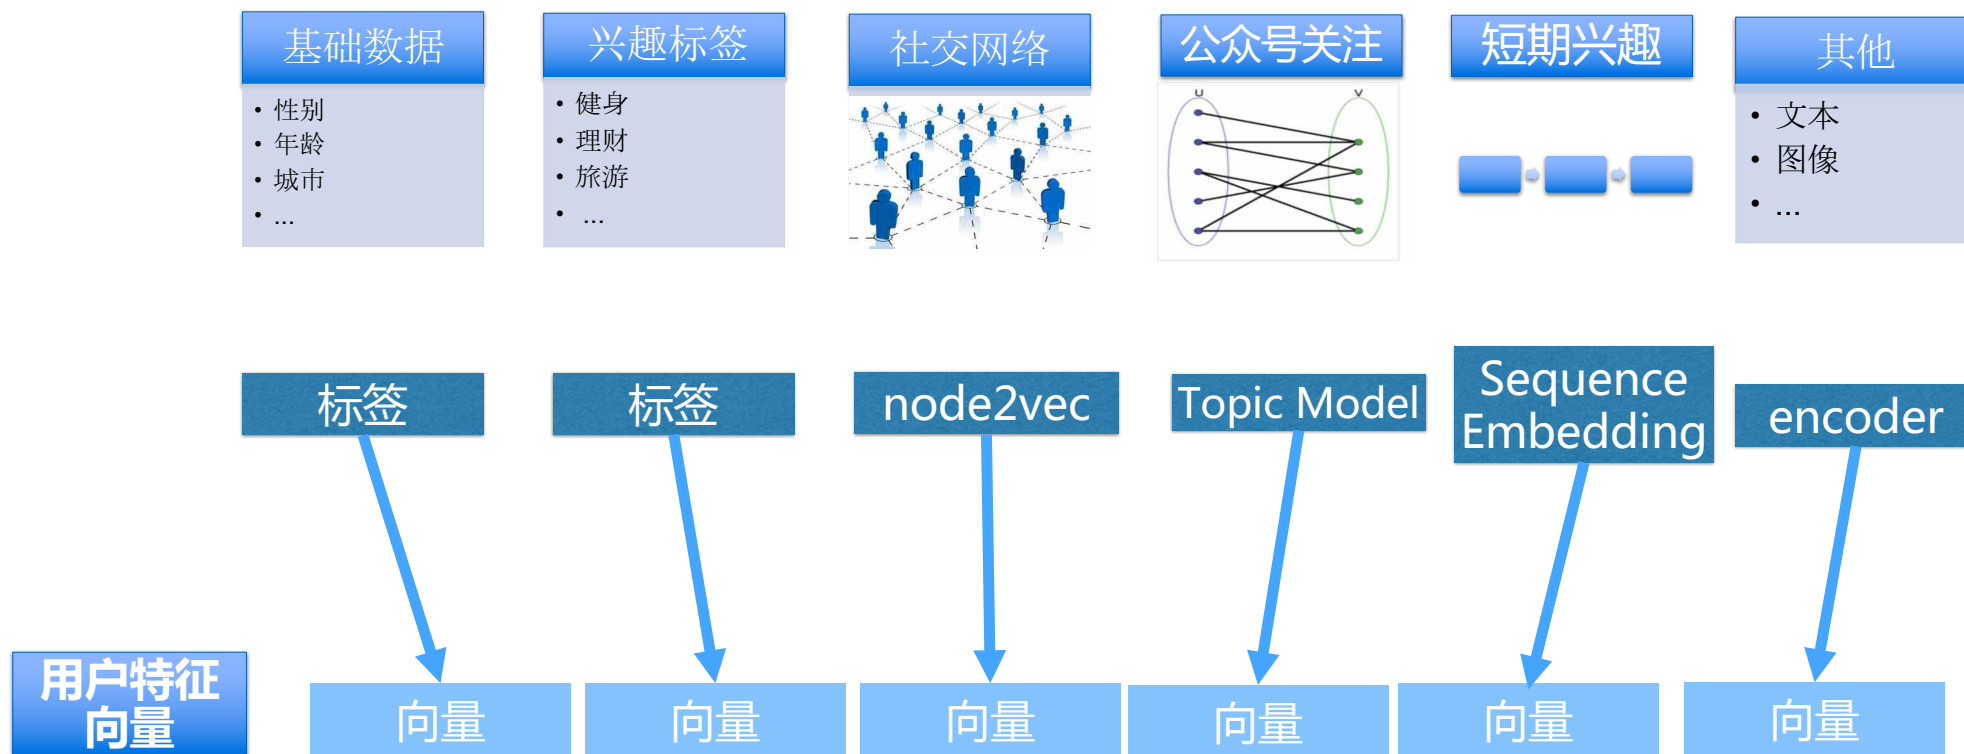 基础数据
兴趣标签
社交网络
公众号关注
短期兴趣
其他
• 性别
• 年龄
• 城市
• ...
• 健身
• 理财
• 旅游
• ...
U
V
• 文本
• 图像
• ...
标签
标签
node2vec
Topic Model
Sequence
Embedding
encoder
用户特征
向量
向量
向量
向量
向量
向量
向量